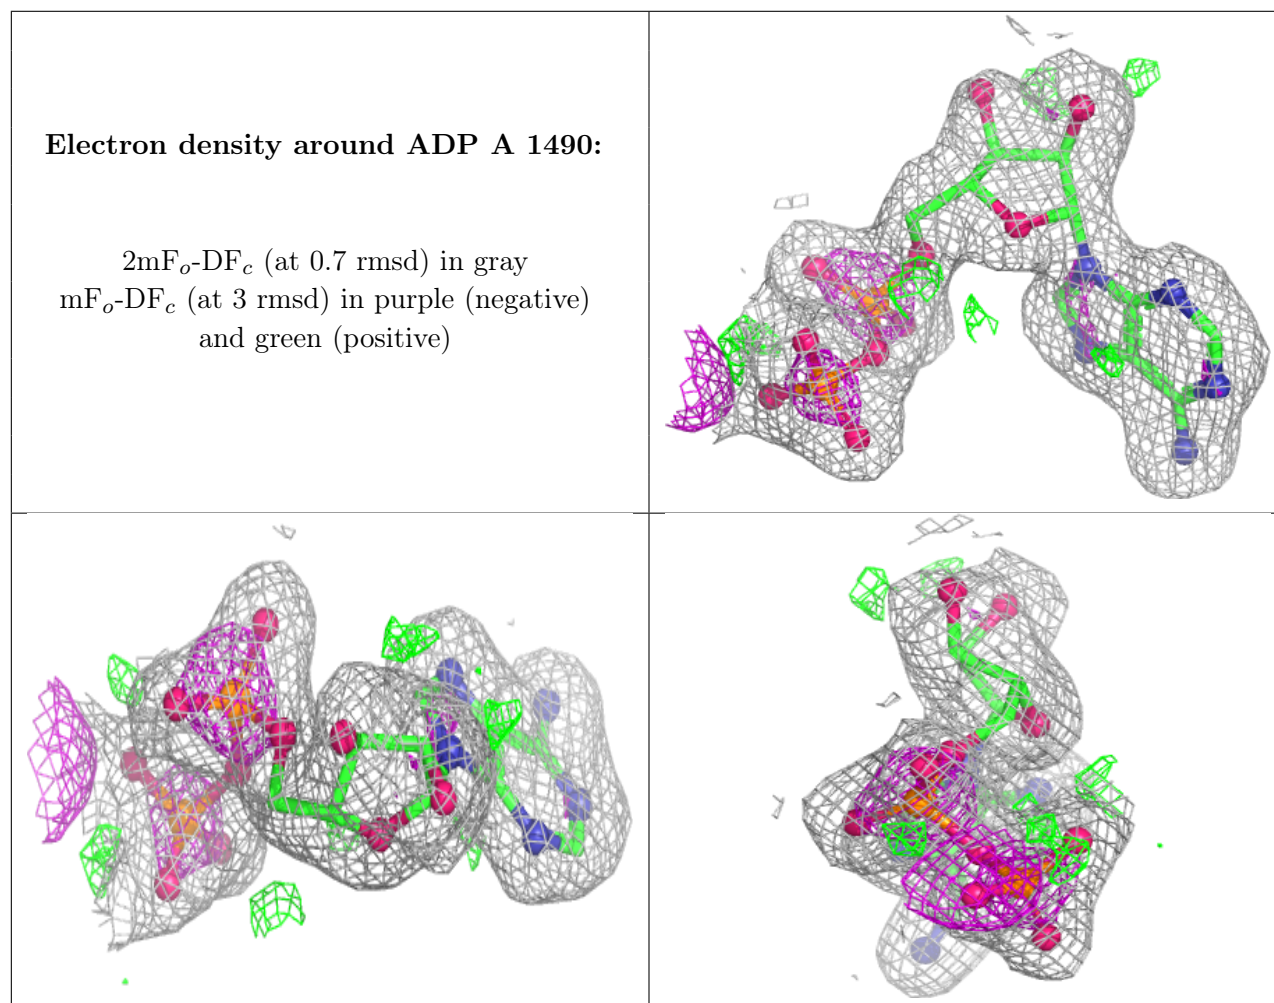 Electron density around ADP A 1490:
2mFo-DFc (at 0.7 rmsd) in gray
mFo-DFc (at 3 rmsd) in purple (negative)
and green (positive)